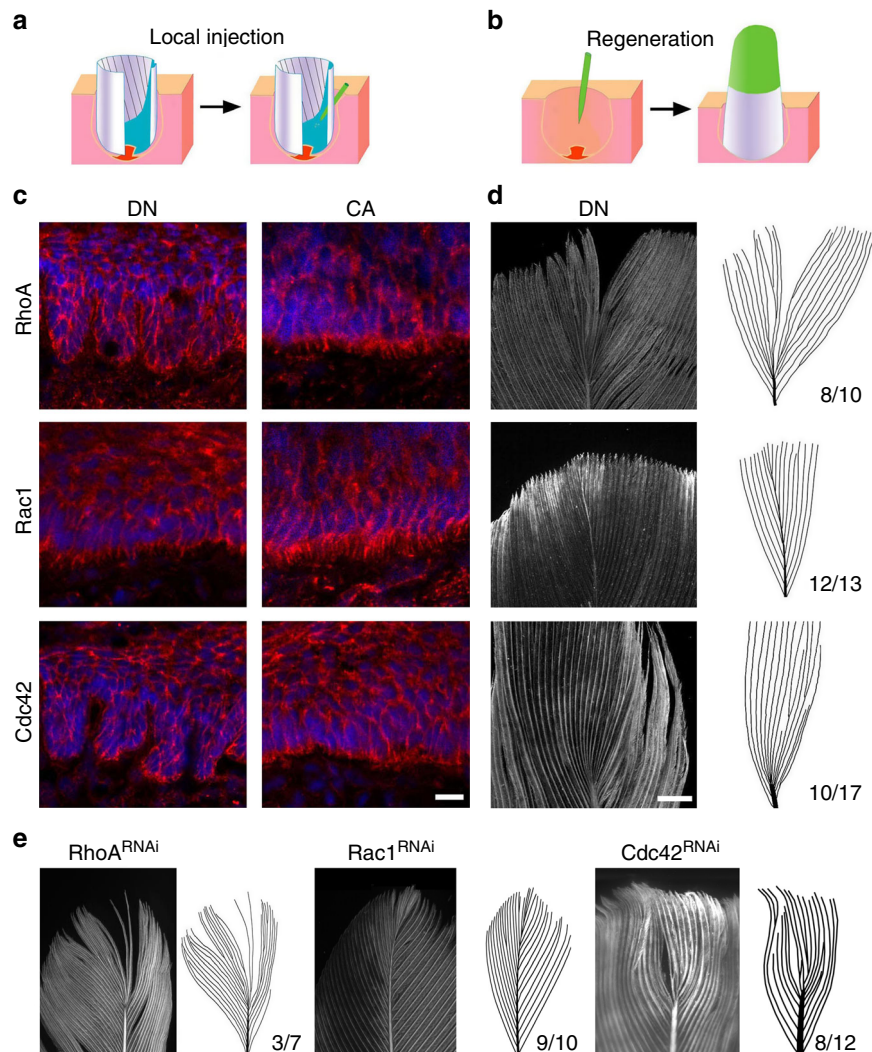 a
Local injection
b
Regeneration
c
DN
CA
d
DN
RhoA
8/10
Rac1
12/13
Cdc42
10/17
e
RhoA^RNAi
Rac1^RNAi
Cdc42^RNAi
3/7
9/10
8/12